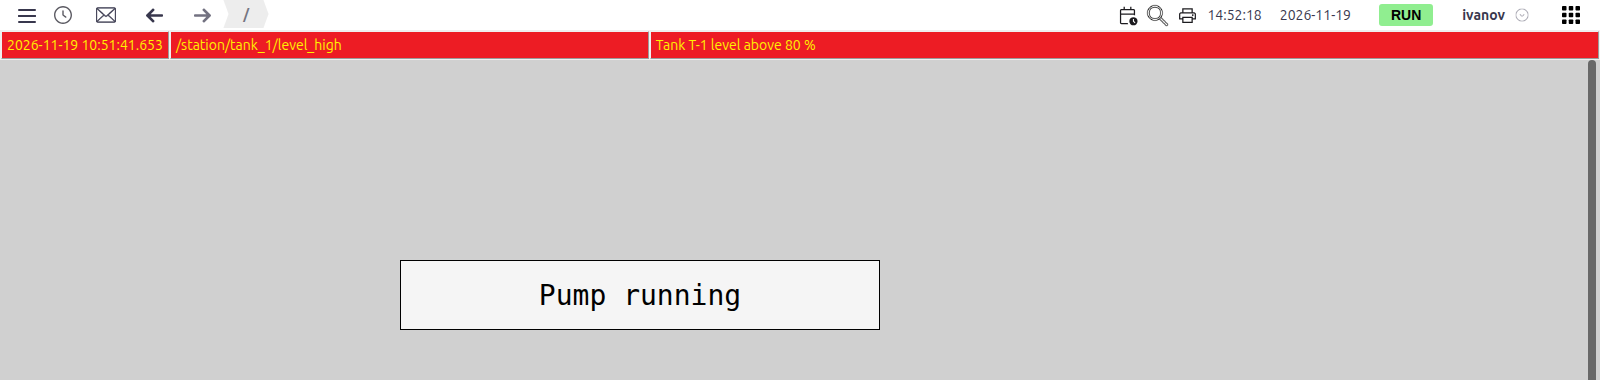 / 14:52:18 2026-11-19 RUN ivanov
2026-11-19 10:51:41.653 /station/tank_1/level_high Tank T-1 level above 80 %
Pump running